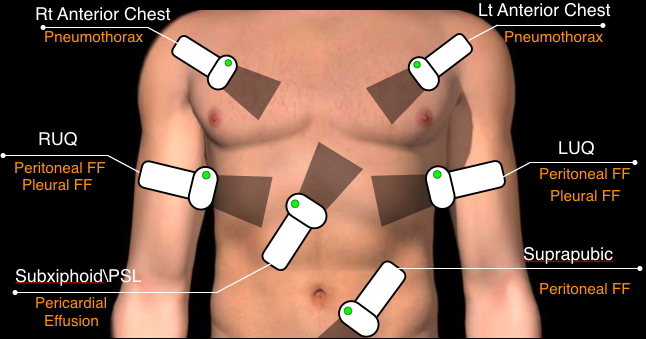 Rt Anterior Chest
Pneumothorax
Lt Anterior Chest
Pneumothorax
RUQ
Peritoneal FF
Pleural FF
LUQ
Peritoneal FF
Pleural FF
Subxiphoid\PSL
Pericardial
Effusion
Suprapubic
Peritoneal FF